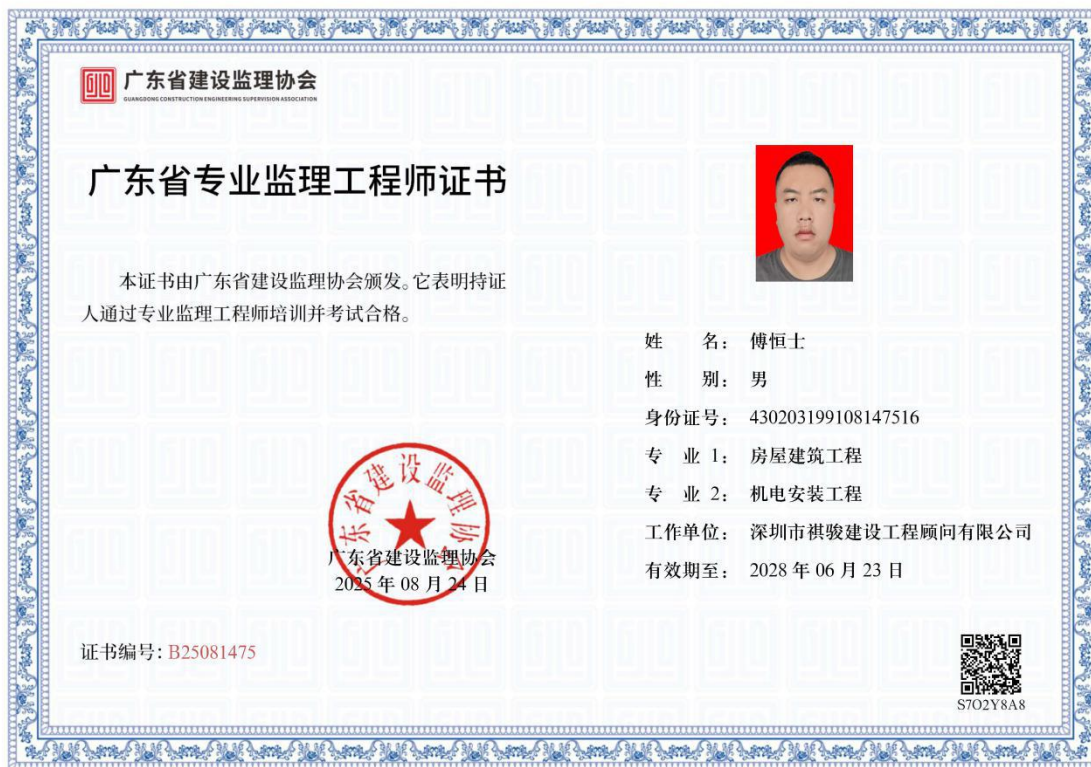 广东省建设监理协会
GUANGDONG CONSTRUCTION ENGINEERING SUPERVISION ASSOCIATION
广东省专业监理工程师证书
本证书由广东省建设监理协会颁发。它表明持证
人通过专业监理工程师培训并考试合格。
姓 名： 傅恒士
性 别： 男
身份证号： 430203199108147516
专 业 1： 房屋建筑工程
专 业 2： 机电安装工程
工作单位： 深圳市祺骏建设工程顾问有限公司
有效期至： 2028 年 06 月 23 日
广东省建设监理协会
广东省建设监理协会
2025 年 08 月 24 日
证书编号：B25081475
S7O2Y8A8